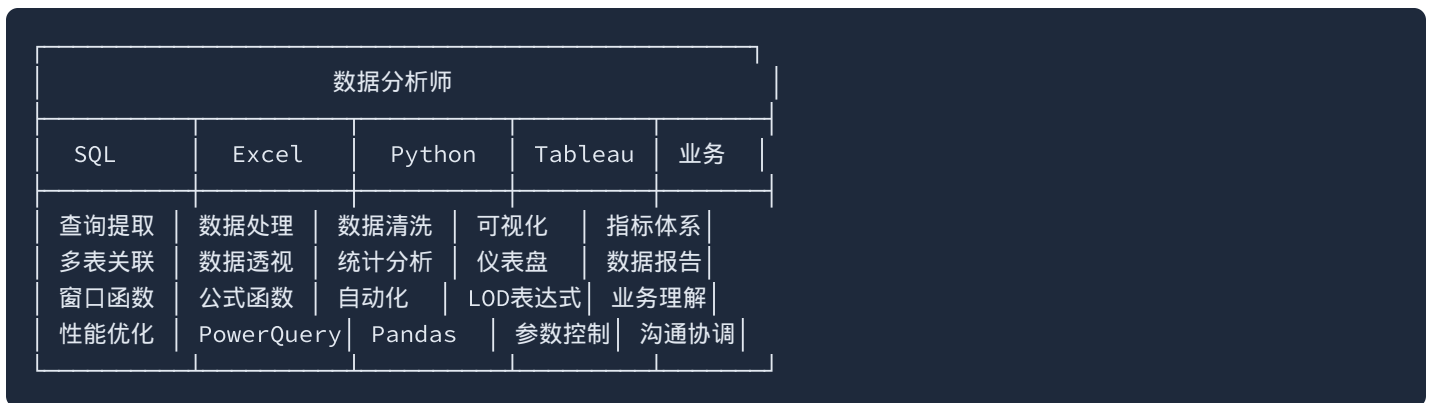 数据分析师
SQL Excel Python Tableau 业务
查询提取 数据处理 数据清洗 可视化 指标体系
多表关联 数据透视 统计分析 仪表盘 数据报告
窗口函数 公式函数 自动化 LOD表达式 业务理解
性能优化 PowerQuery Pandas 参数控制 沟通协调